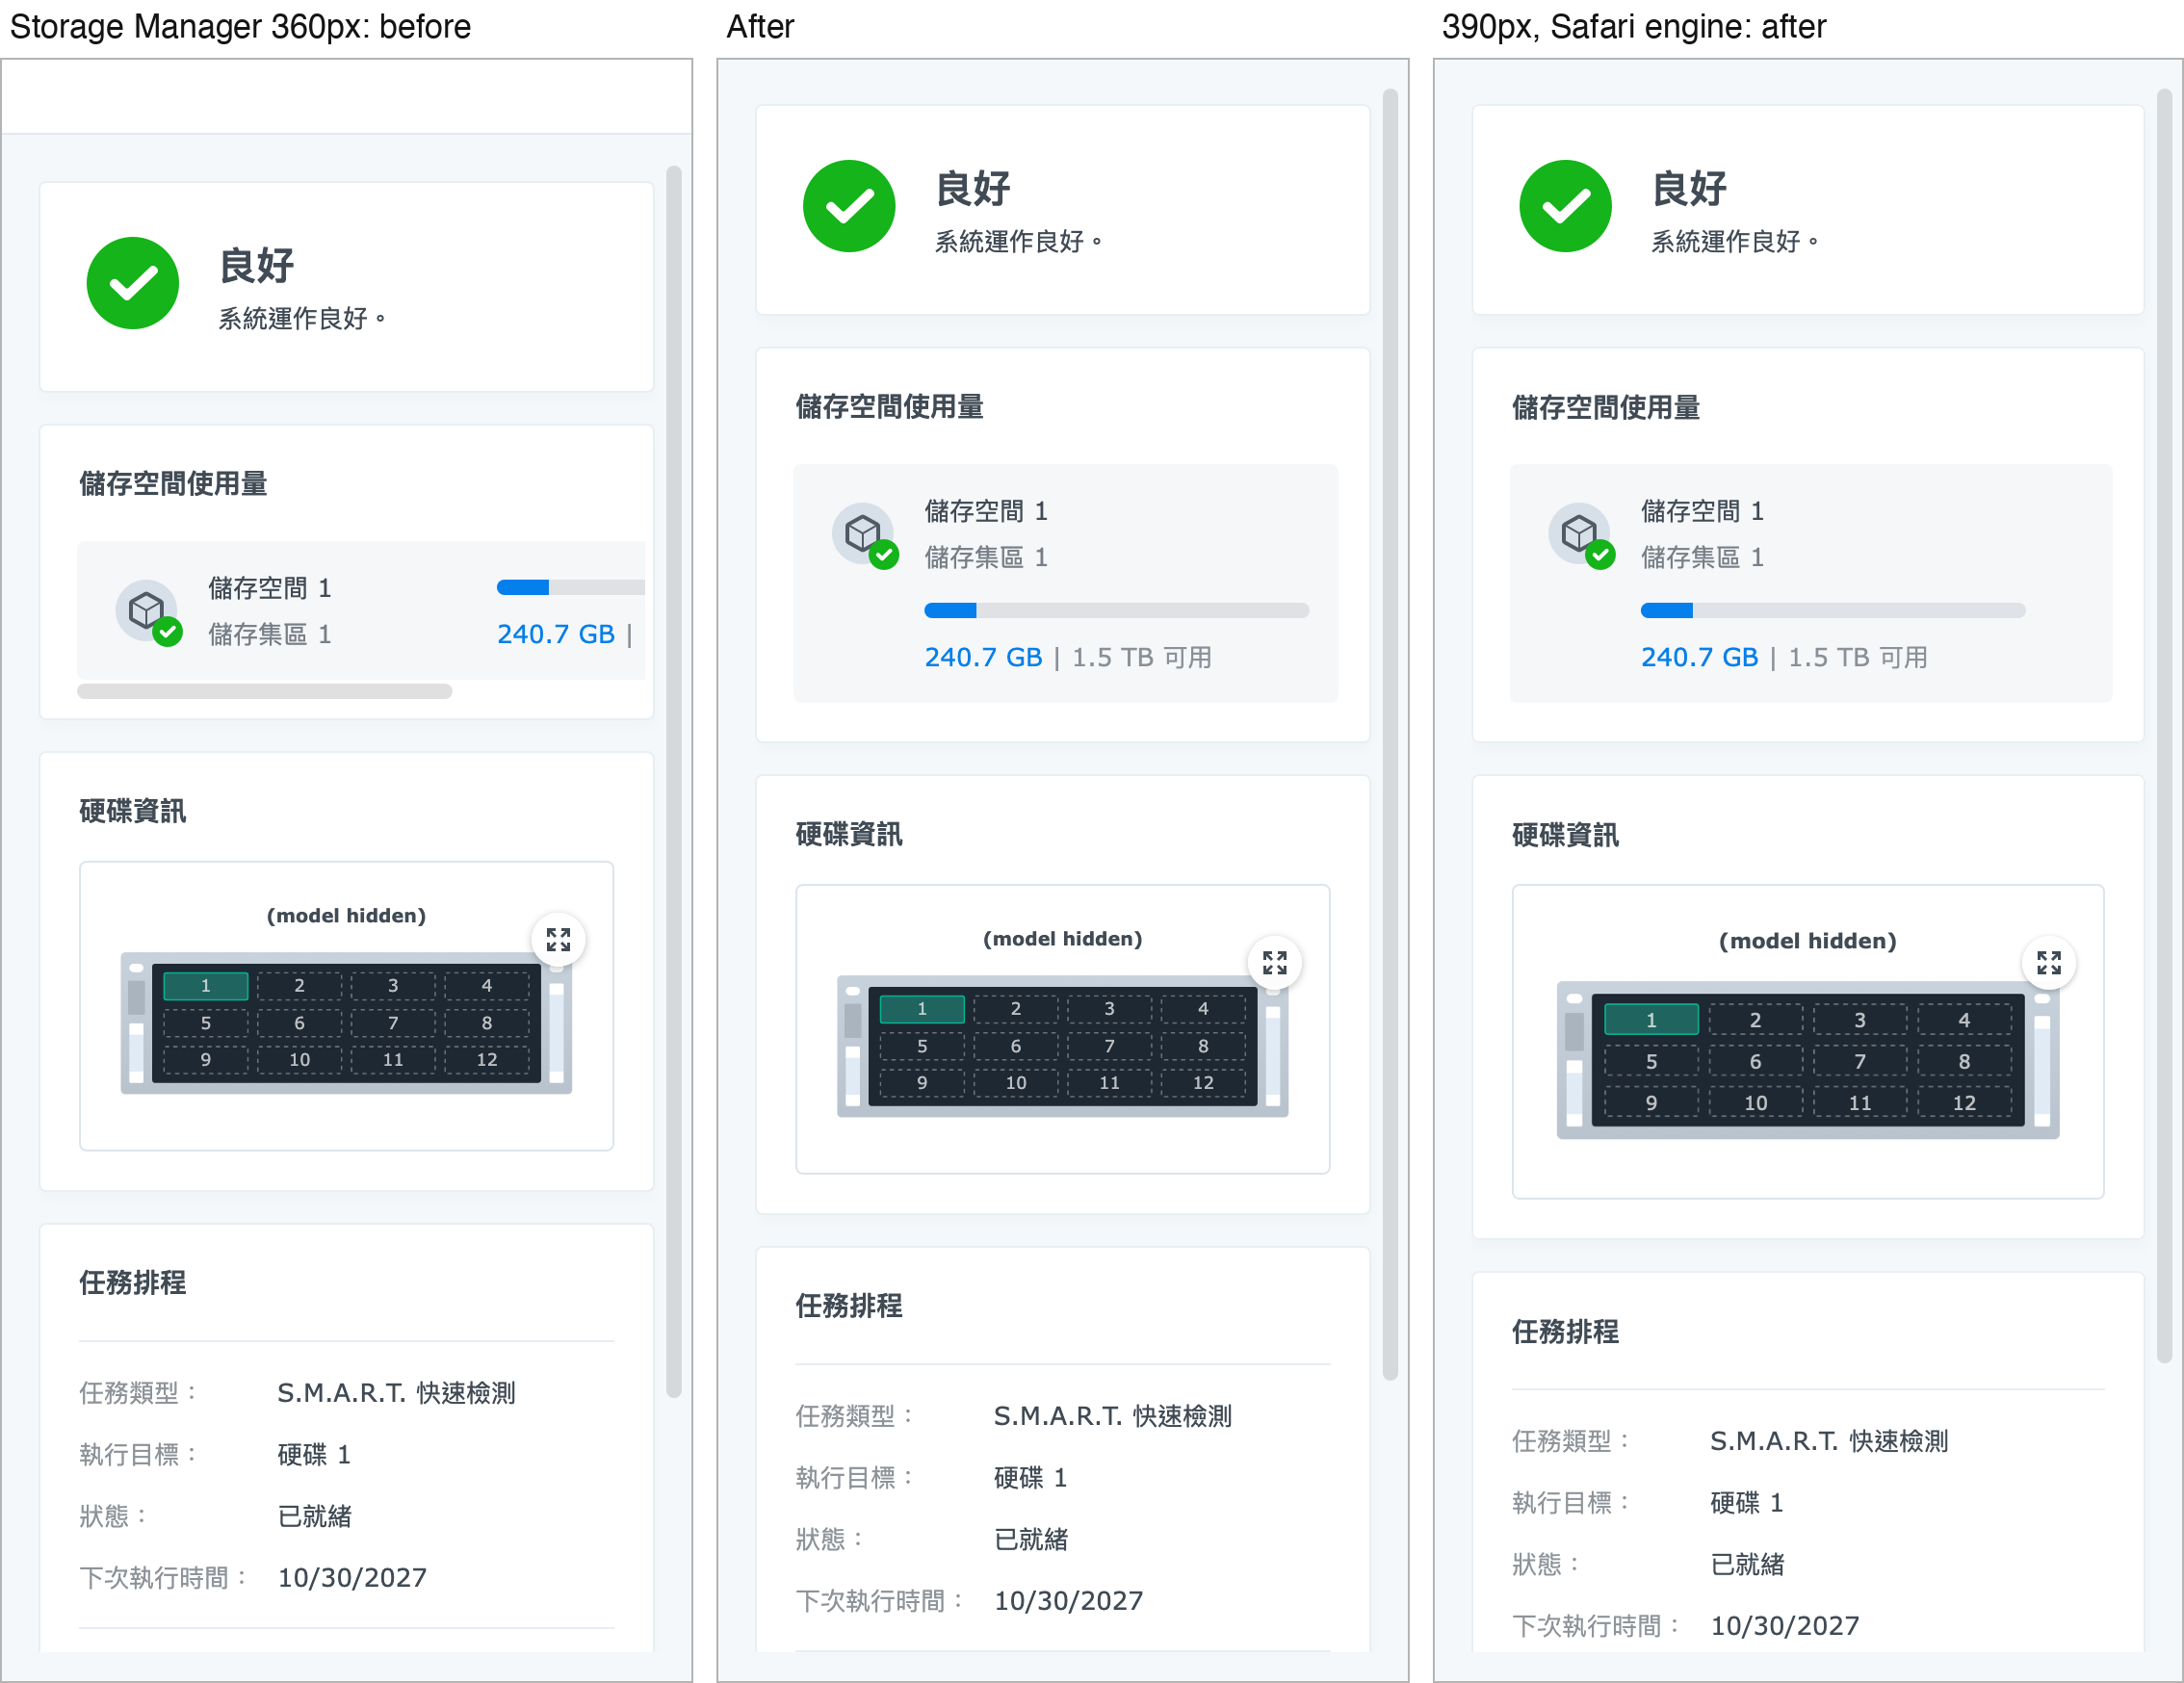 Storage Manager 360px: before
良好
系統運作良好。
儲存空間使用量
儲存空間 1
儲存集區 1
240.7 GB |
硬碟資訊
(model hidden)
1 2 3 4
5 6 7 8
9 10 11 12
任務排程
任務類型： S.M.A.R.T. 快速檢測
執行目標： 硬碟 1
狀態： 已就緒
下次執行時間： 10/30/2027
After
良好
系統運作良好。
儲存空間使用量
儲存空間 1
儲存集區 1
240.7 GB | 1.5 TB 可用
硬碟資訊
(model hidden)
1 2 3 4
5 6 7 8
9 10 11 12
任務排程
任務類型： S.M.A.R.T. 快速檢測
執行目標： 硬碟 1
狀態： 已就緒
下次執行時間： 10/30/2027
390px, Safari engine: after
良好
系統運作良好。
儲存空間使用量
儲存空間 1
儲存集區 1
240.7 GB | 1.5 TB 可用
硬碟資訊
(model hidden)
1 2 3 4
5 6 7 8
9 10 11 12
任務排程
任務類型： S.M.A.R.T. 快速檢測
執行目標： 硬碟 1
狀態： 已就緒
下次執行時間： 10/30/2027